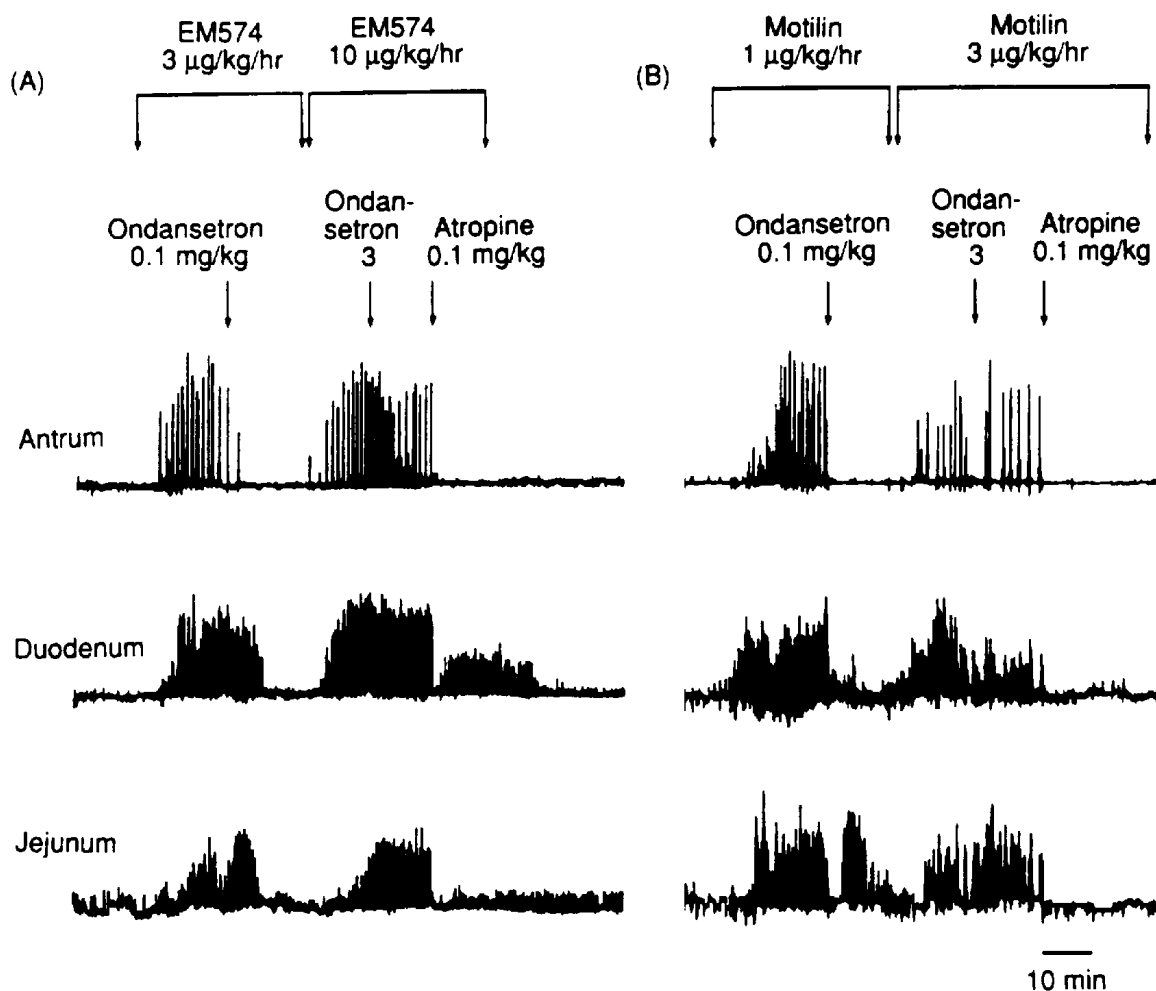 (A)
EM574
3 μg/kg/hr
EM574
10 μg/kg/hr
Ondansetron
0.1 mg/kg
Ondan-
setron
3
Atropine
0.1 mg/kg
(B)
Motilin
1 μg/kg/hr
Motilin
3 μg/kg/hr
Ondansetron
0.1 mg/kg
Ondan-
setron
3
Atropine
0.1 mg/kg
Antrum
Duodenum
Jejunum
10 min